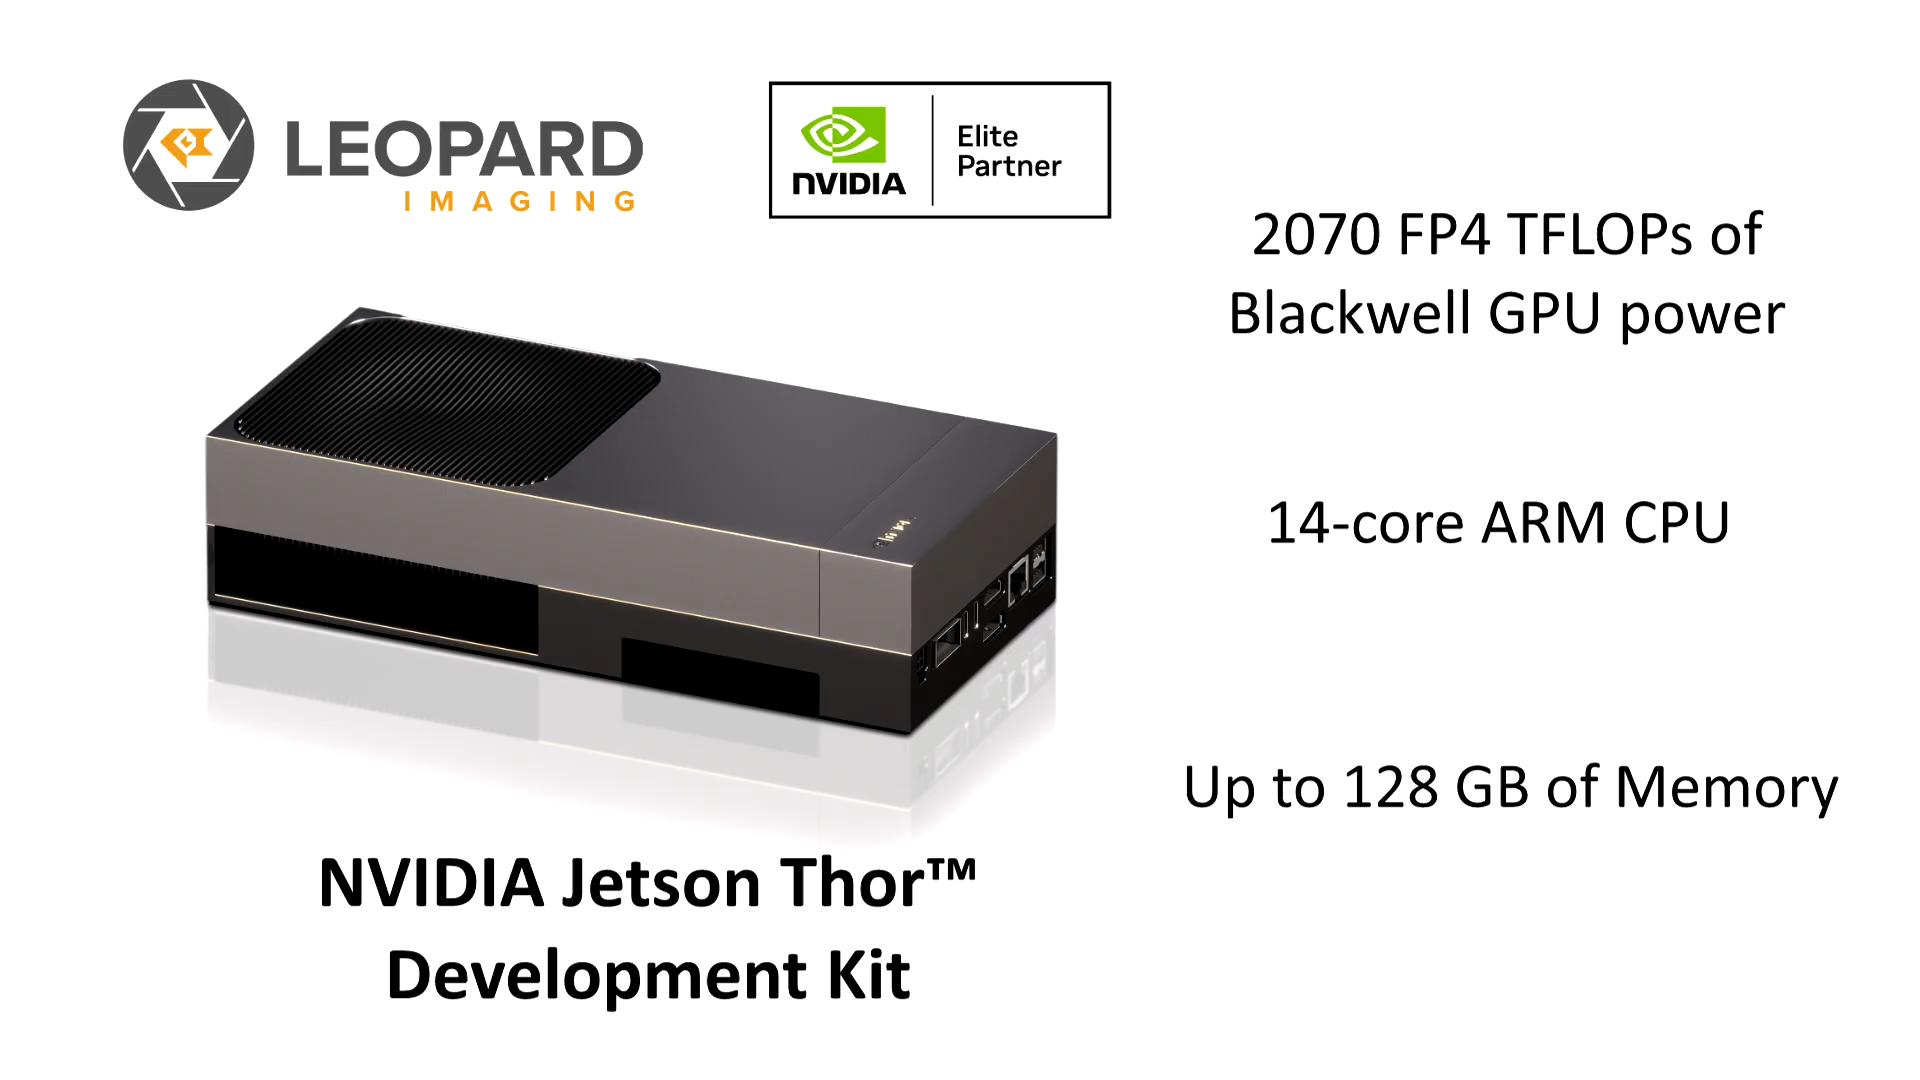 LEOPARD
IMAGING
NVIDIA
Elite
Partner
2070 FP4 TFLOPs of
Blackwell GPU power
14-core ARM CPU
Up to 128 GB of Memory
NVIDIA Jetson Thor™
Development Kit